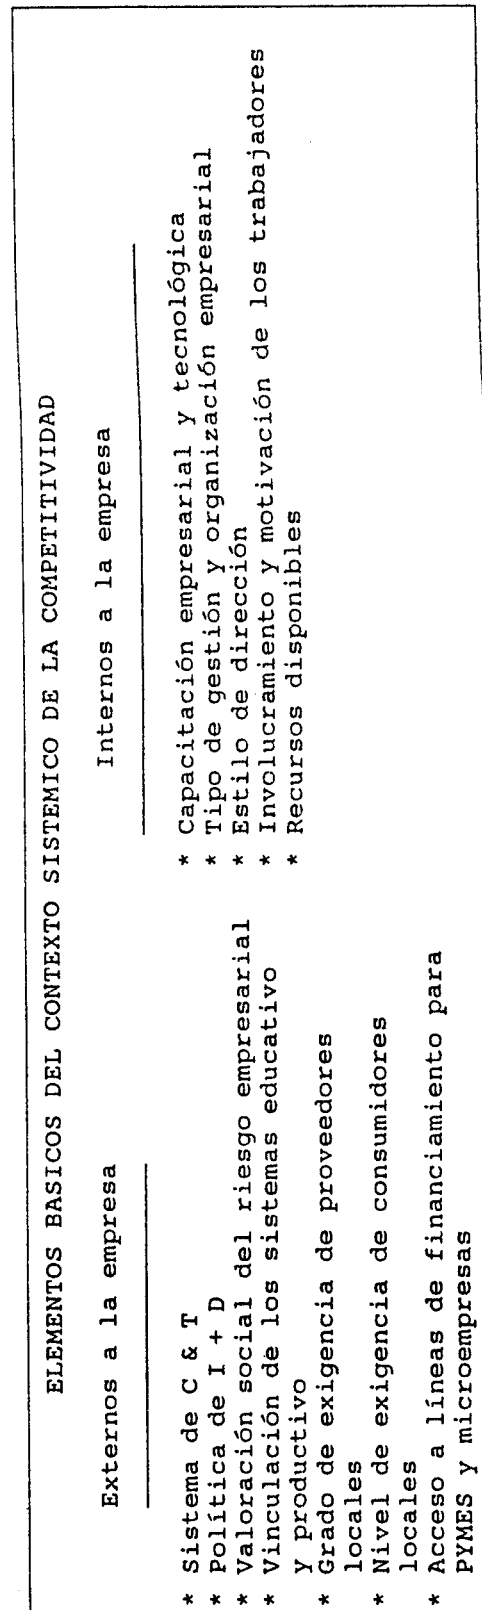 ELEMENTOS BASICOS DEL CONTEXTO SISTEMICO DE LA COMPETITIVIDAD
Externos a la empresa
* Sistema de C & T
* Política de I + D
* Valoración social del riesgo empresarial
* Vinculación de los sistemas educativo
y productivo
* Grado de exigencia de proveedores
locales
* Nivel de exigencia de consumidores
locales
* Acceso a líneas de financiamiento para
PYMES y microempresas
Internos a la empresa
* Capacitación empresarial y tecnológica
* Tipo de gestión y organización empresarial
* Estilo de dirección
* Involucramiento y motivación de los trabajadores
* Recursos disponibles